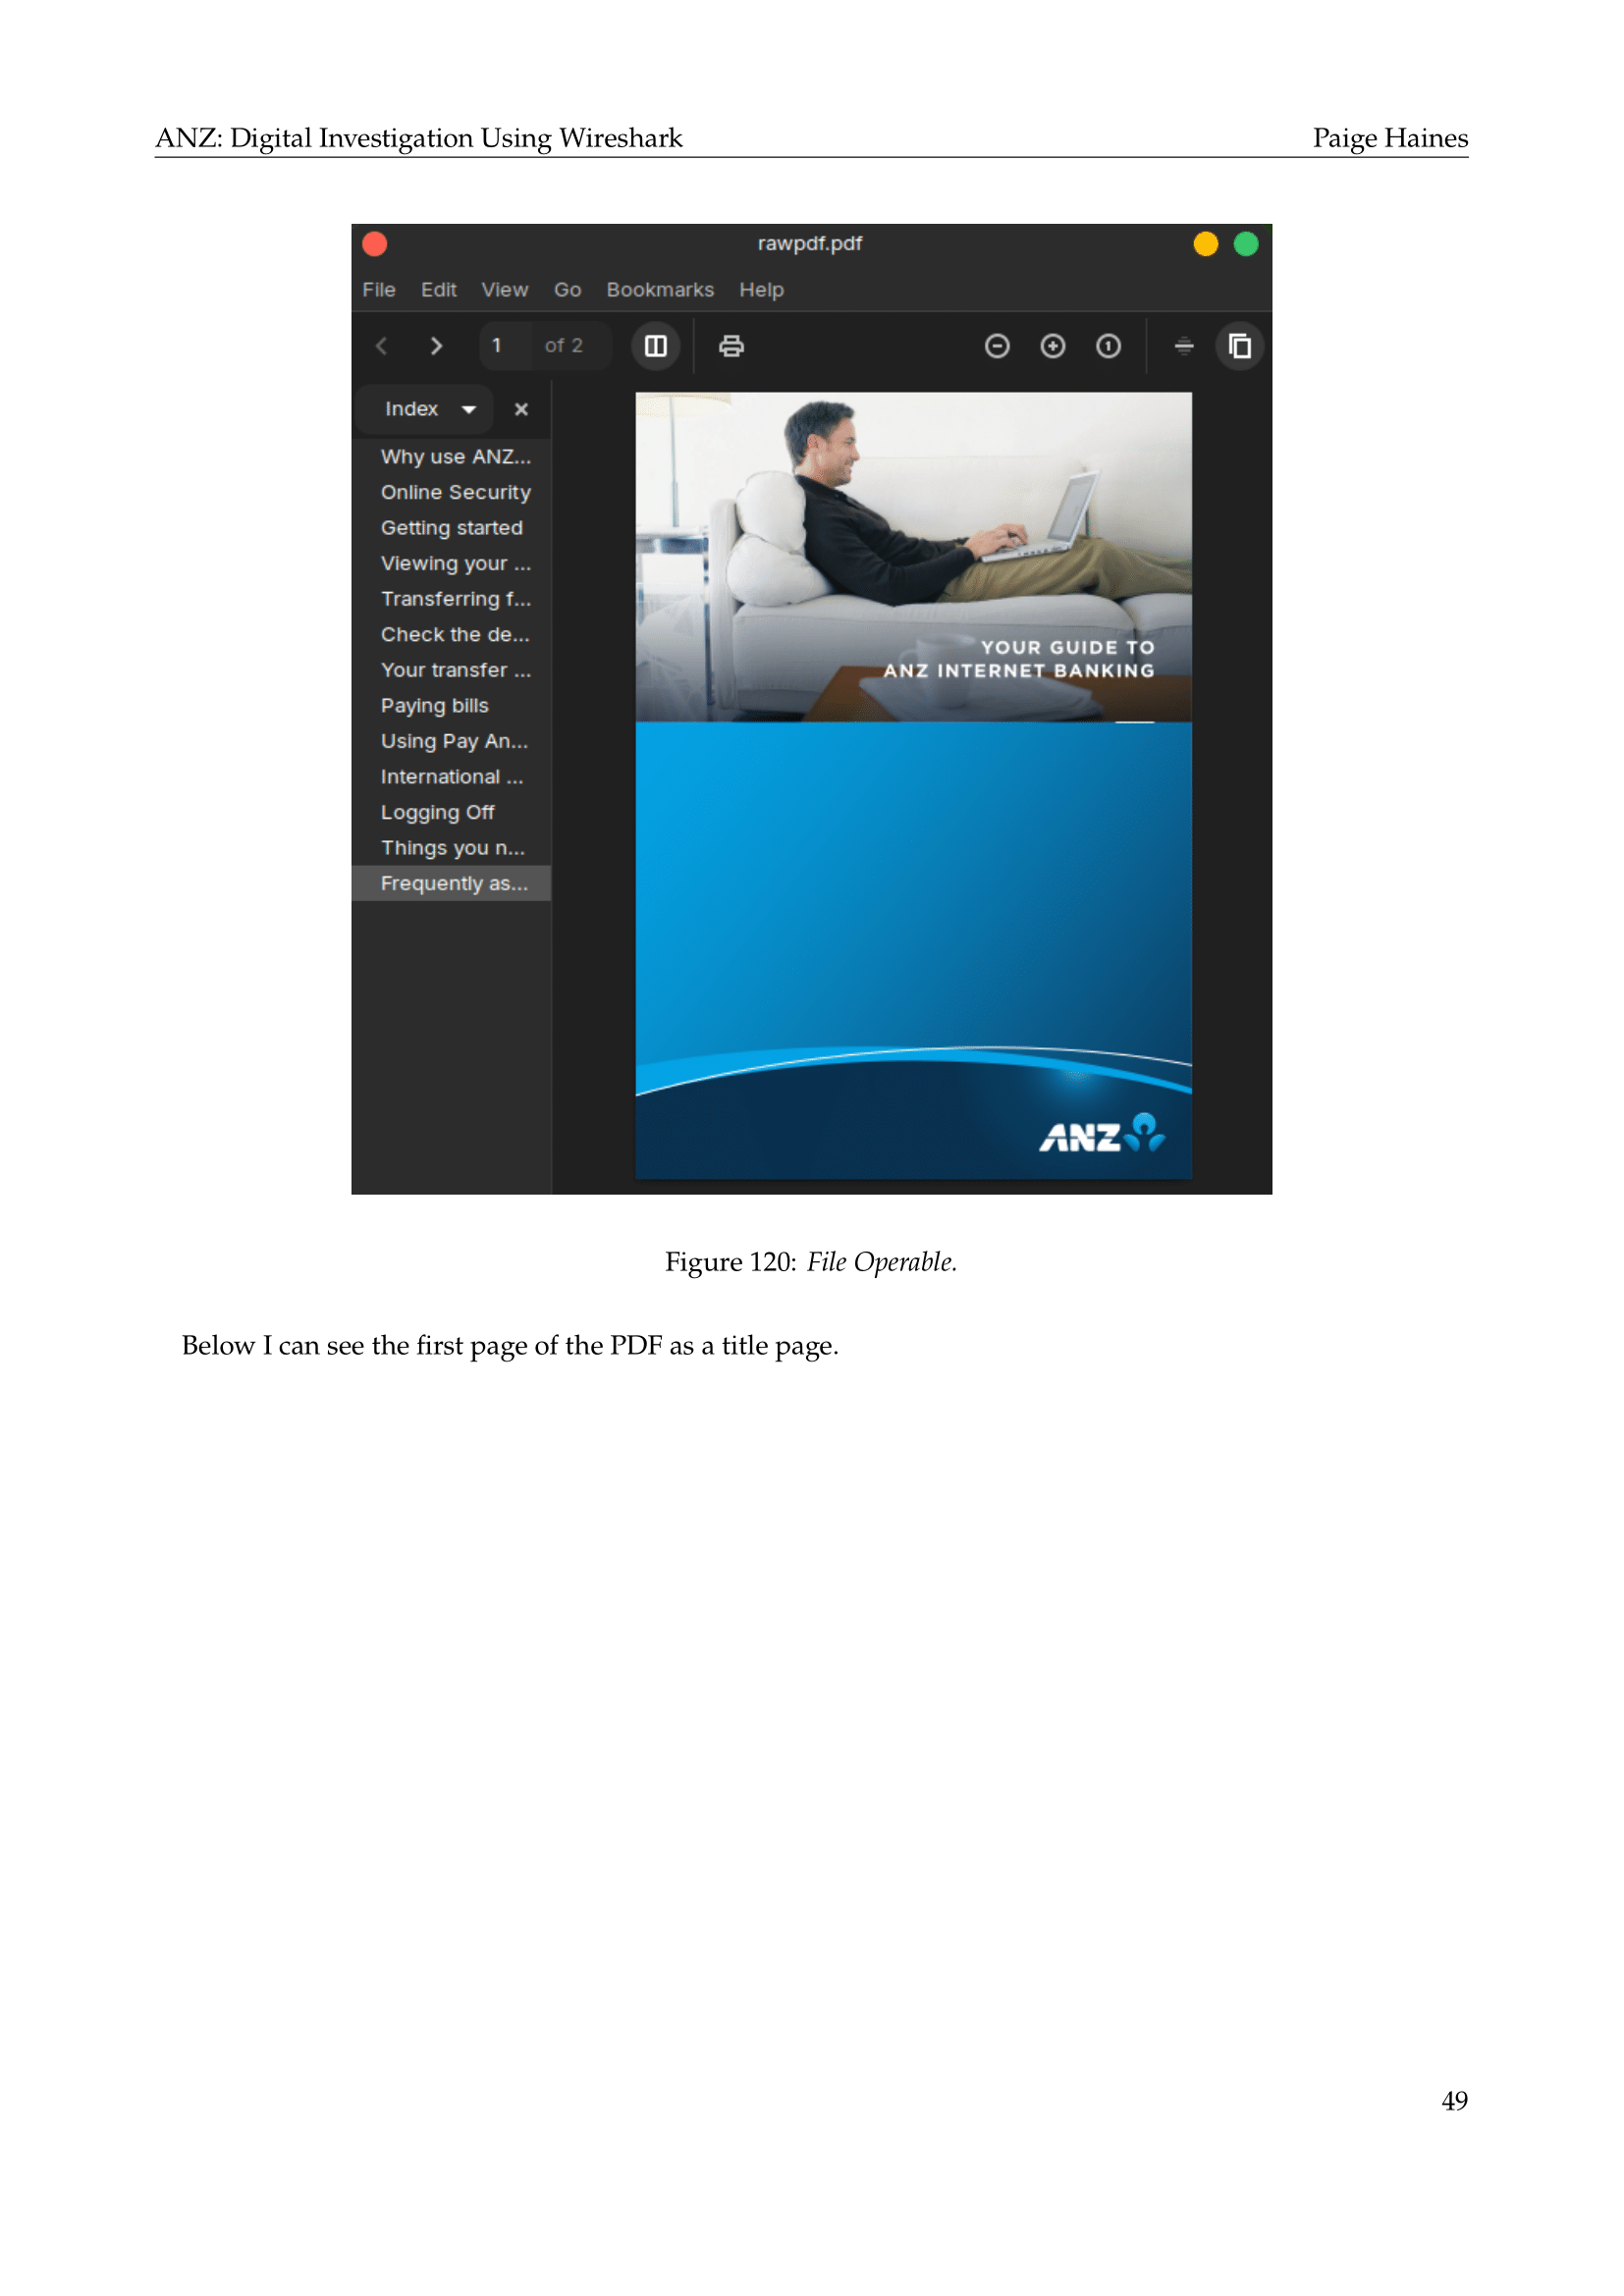 ANZ: Digital Investigation Using Wireshark Paige Haines
rawpdf.pdf
File Edit View Go Bookmarks Help
1 of 2
Index
Why use ANZ...
Online Security
Getting started
Viewing your ...
Transferring f...
Check the de...
Your transfer ...
Paying bills
Using Pay An...
International ...
Logging Off
Things you n...
Frequently as...
YOUR GUIDE TO
ANZ INTERNET BANKING
ANZ
Figure 120: File Operable.
Below I can see the first page of the PDF as a title page.
49